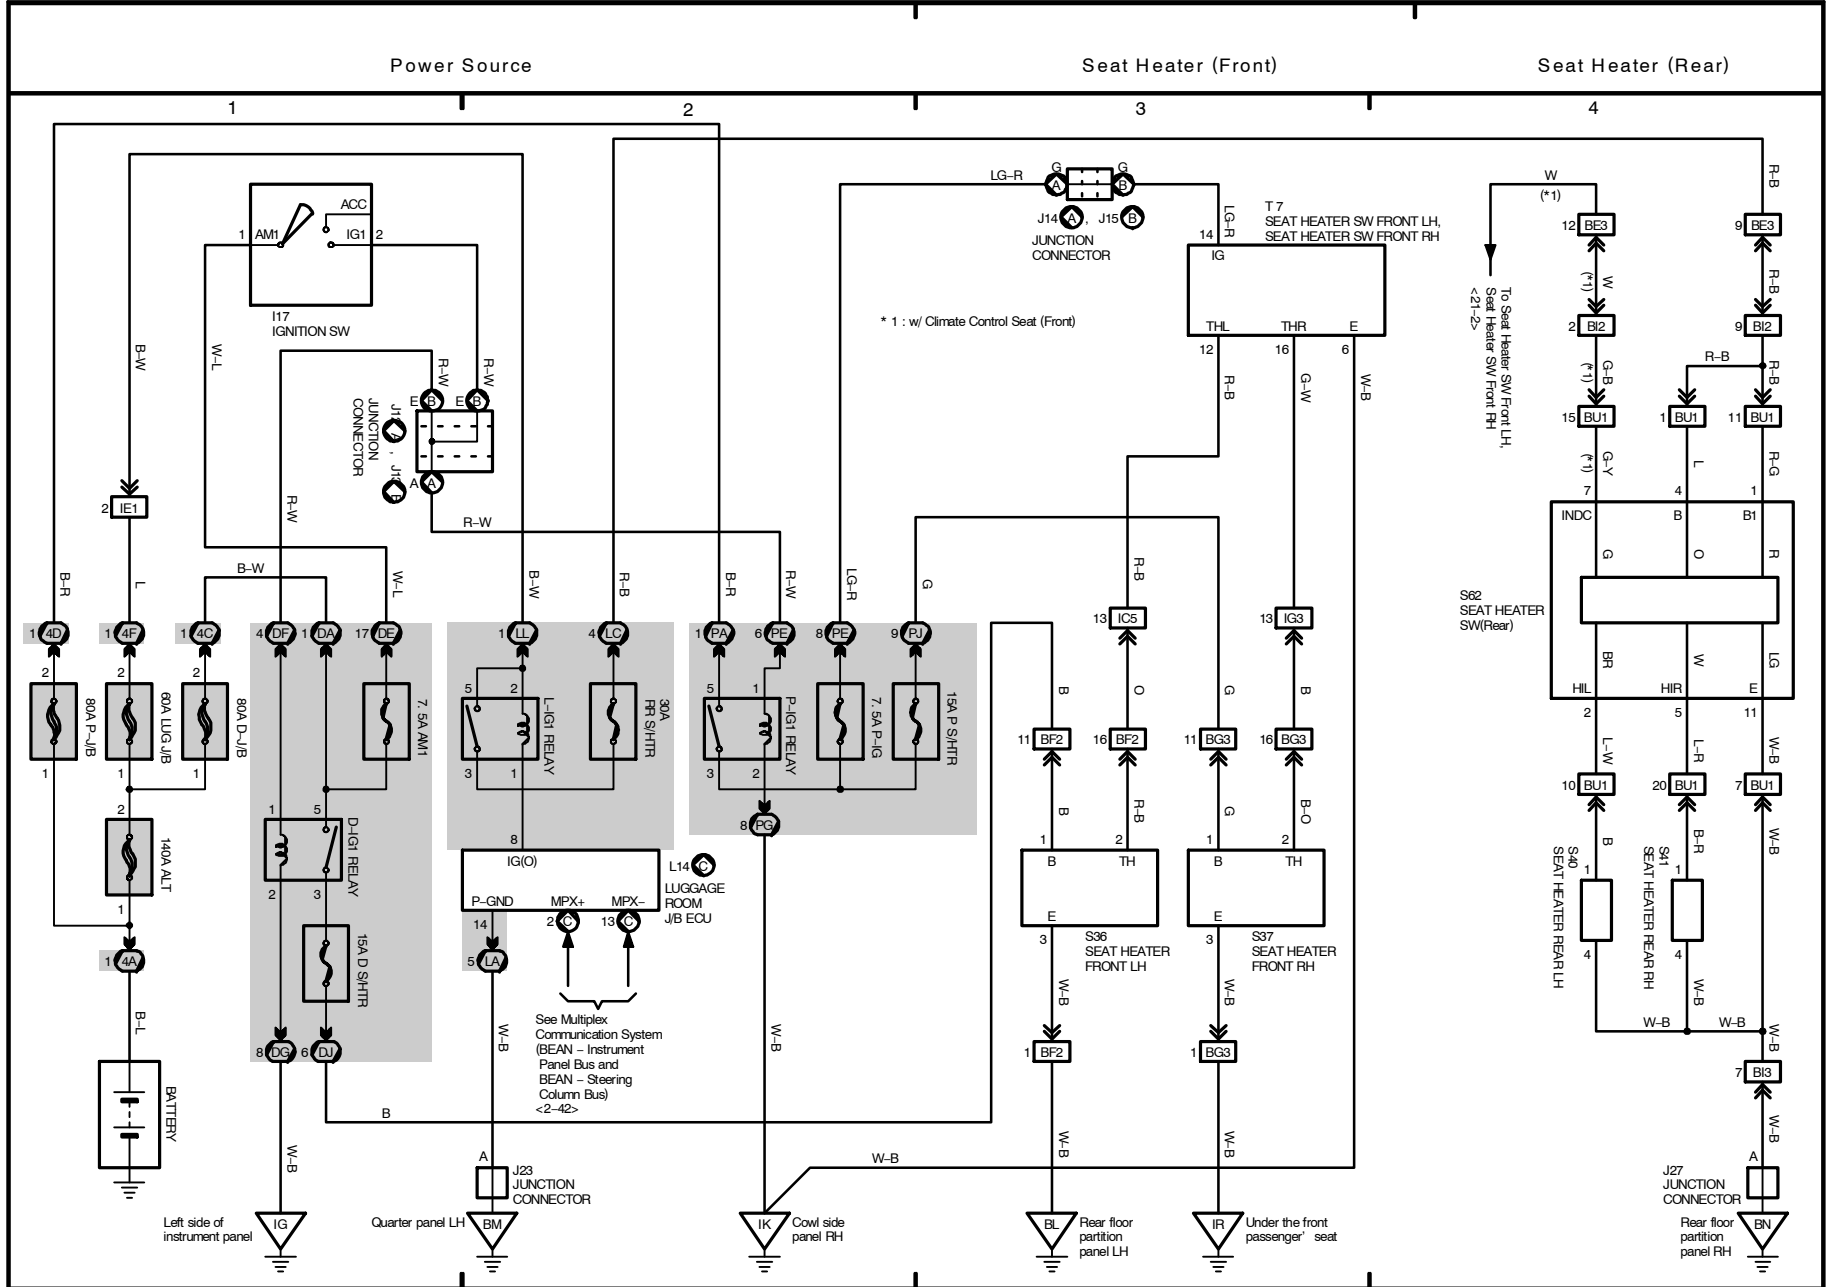 Power Source
Seat Heater (Front)
Seat Heater (Rear)
1
2
3
4
ACC
1
AM1
IG1
2
I17
IGNITION SW
LG–R
G
A
G
B
J14 A , J15 B
JUNCTION
CONNECTOR
LG–R
14
T 7
SEAT HEATER SW FRONT LH,
SEAT HEATER SW FRONT RH
IG
THL
THR
E
12
16
6
* 1 : w/ Climate Control Seat (Front)
W
(*1)
R–B
12 BE3
9 BE3
W
(*1)
R–B
To Seat Heater SW Front LH,
Seat Heater SW Front RH
<21–2>
2 BI2
9 BI2
G–B
(*1)
R–B
R–B
15 BU1
1 BU1
11 BU1
G–Y
(*1)
L
R–G
7
4
1
INDC
B
B1
G
O
R
S62
SEAT HEATER
SW(Rear)
BR
W
LG
HIL
HIR
E
2
5
11
L–W
L–R
W–B
10 BU1
20 BU1
7 BU1
B
B–R
W–B
1
1
S40
SEAT HEATER REAR LH
S41
SEAT HEATER REAR RH
4
4
W–B
W–B
W–B
W–B
7 BI3
W–B
A
J27
JUNCTION
CONNECTOR
Rear floor
partition
panel RH
BN
B–W
W–L
R–W
R–W
E B
E B
JUNCTION
CONNECTOR
A A
R–W
R–W
2 IE1
B–R
L
B–W
W–L
B–W
R–B
B–R
R–W
LG–R
G
1 4D
1 4F
1 4C
4 DF
1 DA
17 DE
1 LL
4 LC
1 PA
6 PE
8 PE
9 PJ
2
2
2
80A P–J/B
60A LUG J/B
80A D–J/B
7. 5A AM1
1
1
1
5
2
L–IG1 RELAY
30A
RR S/HTR
3
1
5
1
P–IG1 RELAY
7. 5A P–IG
15A P S/HTR
3
2
8 PG
2
140A ALT
1
1 4A
B–L
BATTERY
1
5
D–IG1 RELAY
2
3
15A D S/HTR
8 DG
6 DJ
B
W–B
Left side of
instrument panel
IG
8
IG(O)
L14 C
LUGGAGE
ROOM
J/B ECU
P–GND
MPX+
MPX–
14
2 C
13 C
5 LA
See Multiplex
Communication System
(BEAN – Instrument
Panel Bus and
BEAN – Steering
Column Bus)
<2–42>
W–B
A
J23
JUNCTION
CONNECTOR
Quarter panel LH
BM
W–B
W–B
IK
Cowl side
panel RH
R–B
G–W
W–B
R–B
13 IC5
13 IG3
B
O
G
B
11 BF2
16 BF2
11 BG3
16 BG3
B
R–B
G
B–O
1
2
1
2
B
TH
B
TH
E
E
3
3
S36
SEAT HEATER
FRONT LH
S37
SEAT HEATER
FRONT RH
W–B
W–B
1 BF2
1 BG3
W–B
W–B
BL
Rear floor
partition
panel LH
IR
Under the front
passenger' seat